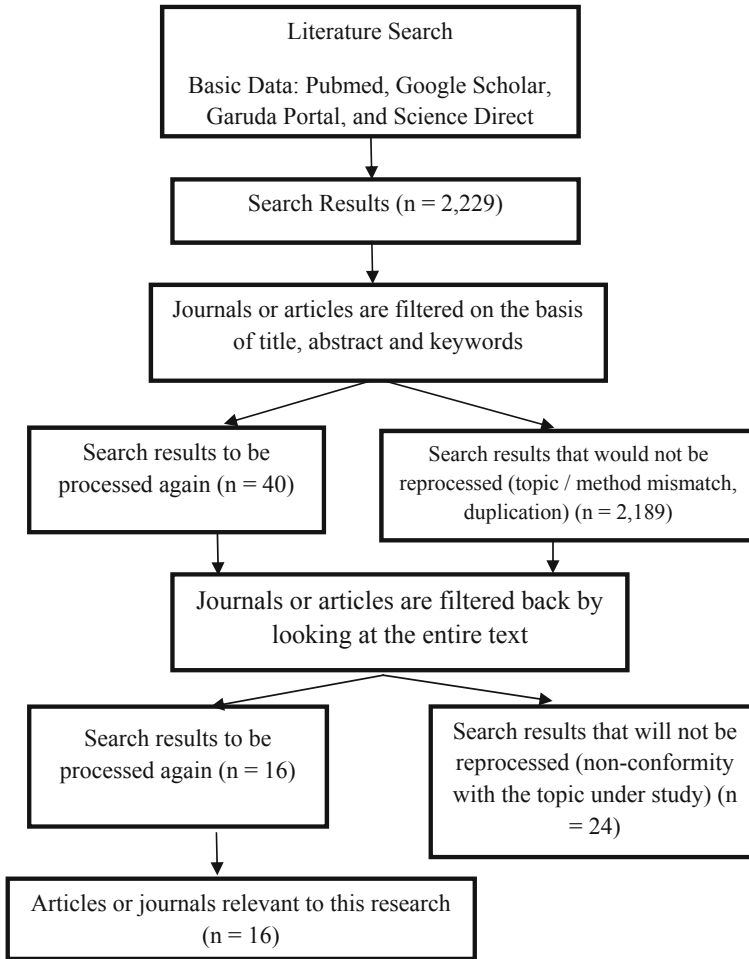 Literature Search
Basic Data: Pubmed, Google Scholar,
Garuda Portal, and Science Direct
Search Results (n = 2,229)
Journals or articles are filtered on the basis
of title, abstract and keywords
Search results to be
processed again (n = 40)
Search results that would not be
reprocessed (topic / method mismatch,
duplication) (n = 2,189)
Journals or articles are filtered back by
looking at the entire text
Search results to be
processed again (n = 16)
Search results that will not be
reprocessed (non-conformity
with the topic under study) (n
= 24)
Articles or journals relevant to this research
(n = 16)